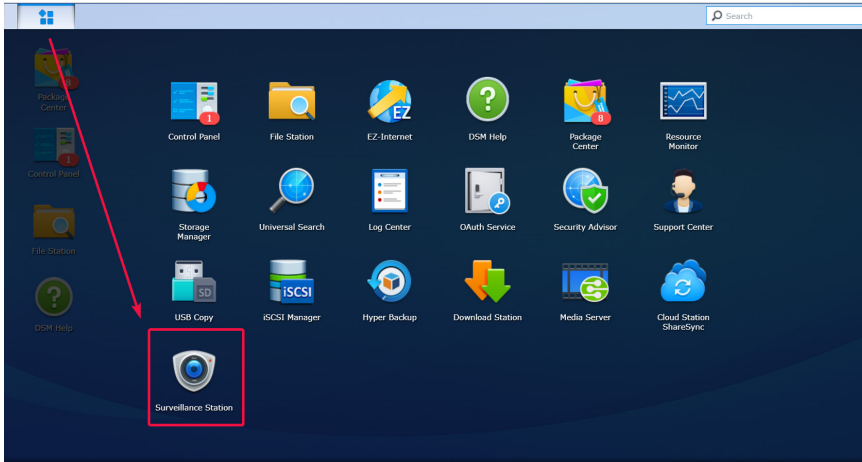 Search
Package
Center
8
Control Panel
1
File Station
DSM Help
1
Control Panel
File Station
EZ
EZ-Internet
?
DSM Help
8
Package
Center
Resource
Monitor
Storage
Manager
Universal Search
Log Center
OAuth Service
Security Advisor
Support Center
SD
USB Copy
iSCSI
iSCSI Manager
Hyper Backup
Download Station
Media Server
Cloud Station
ShareSync
Surveillance Station